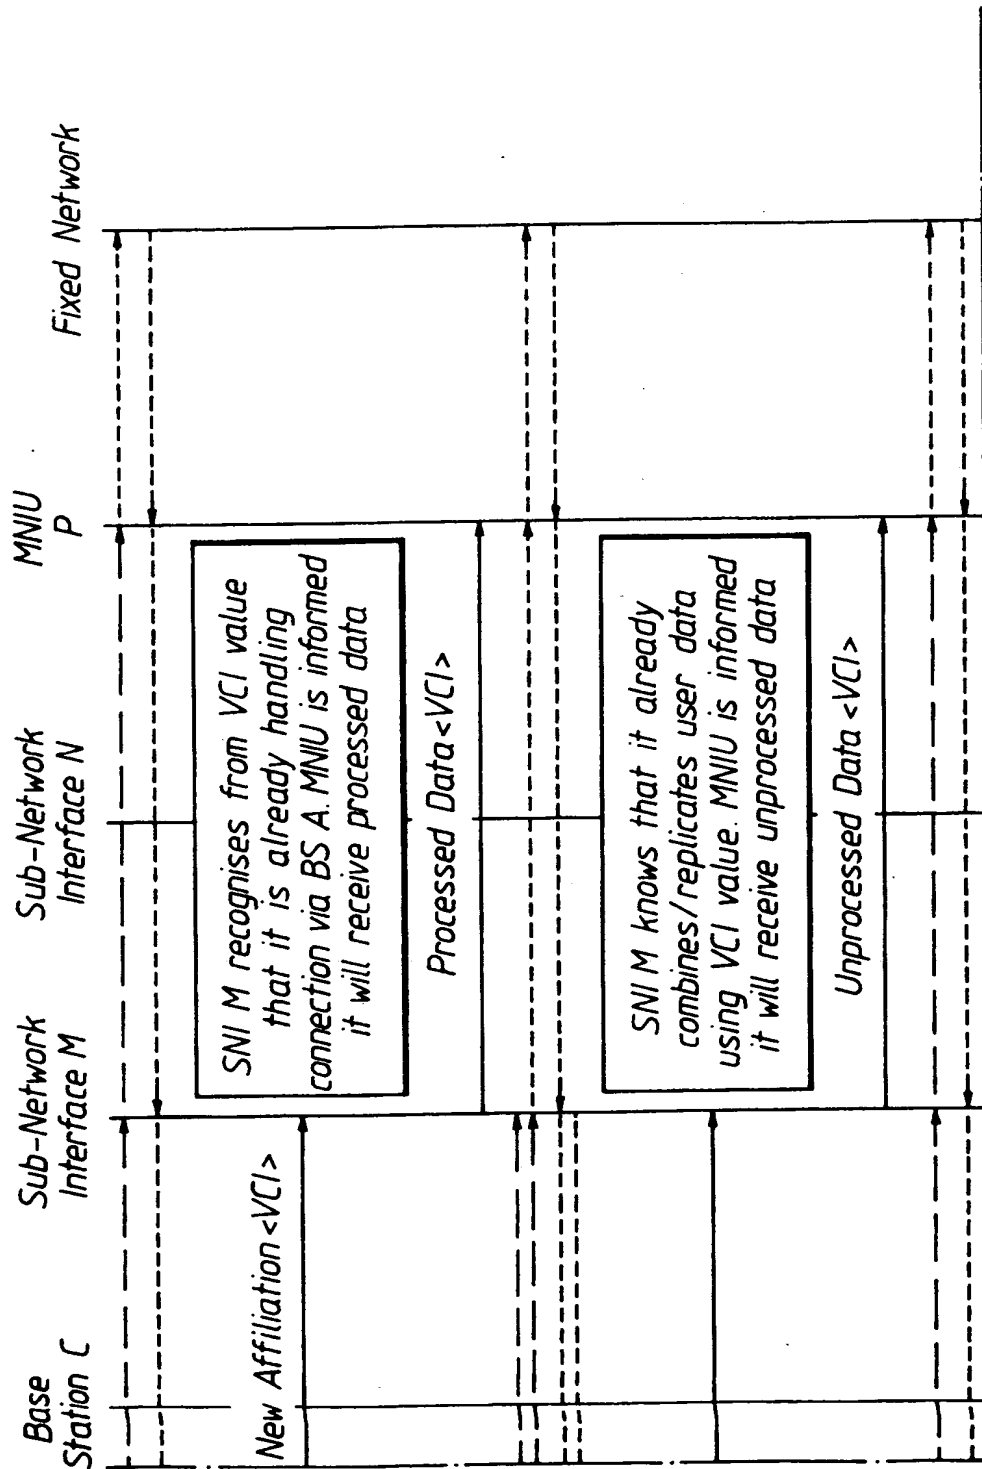 Base
Station C
Sub-Network
Interface M
Sub-Network
Interface N
MNIU
P
Fixed Network
New Affiliation <VCI>
SNI M recognises from VCI value
that it is already handling
connection via BS A. MNIU is informed
it will receive processed data
Processed Data <VCI>
SNI M knows that it already
combines/replicates user data
using VCI value. MNIU is informed
it will receive unprocessed data
Unprocessed Data <VCI>